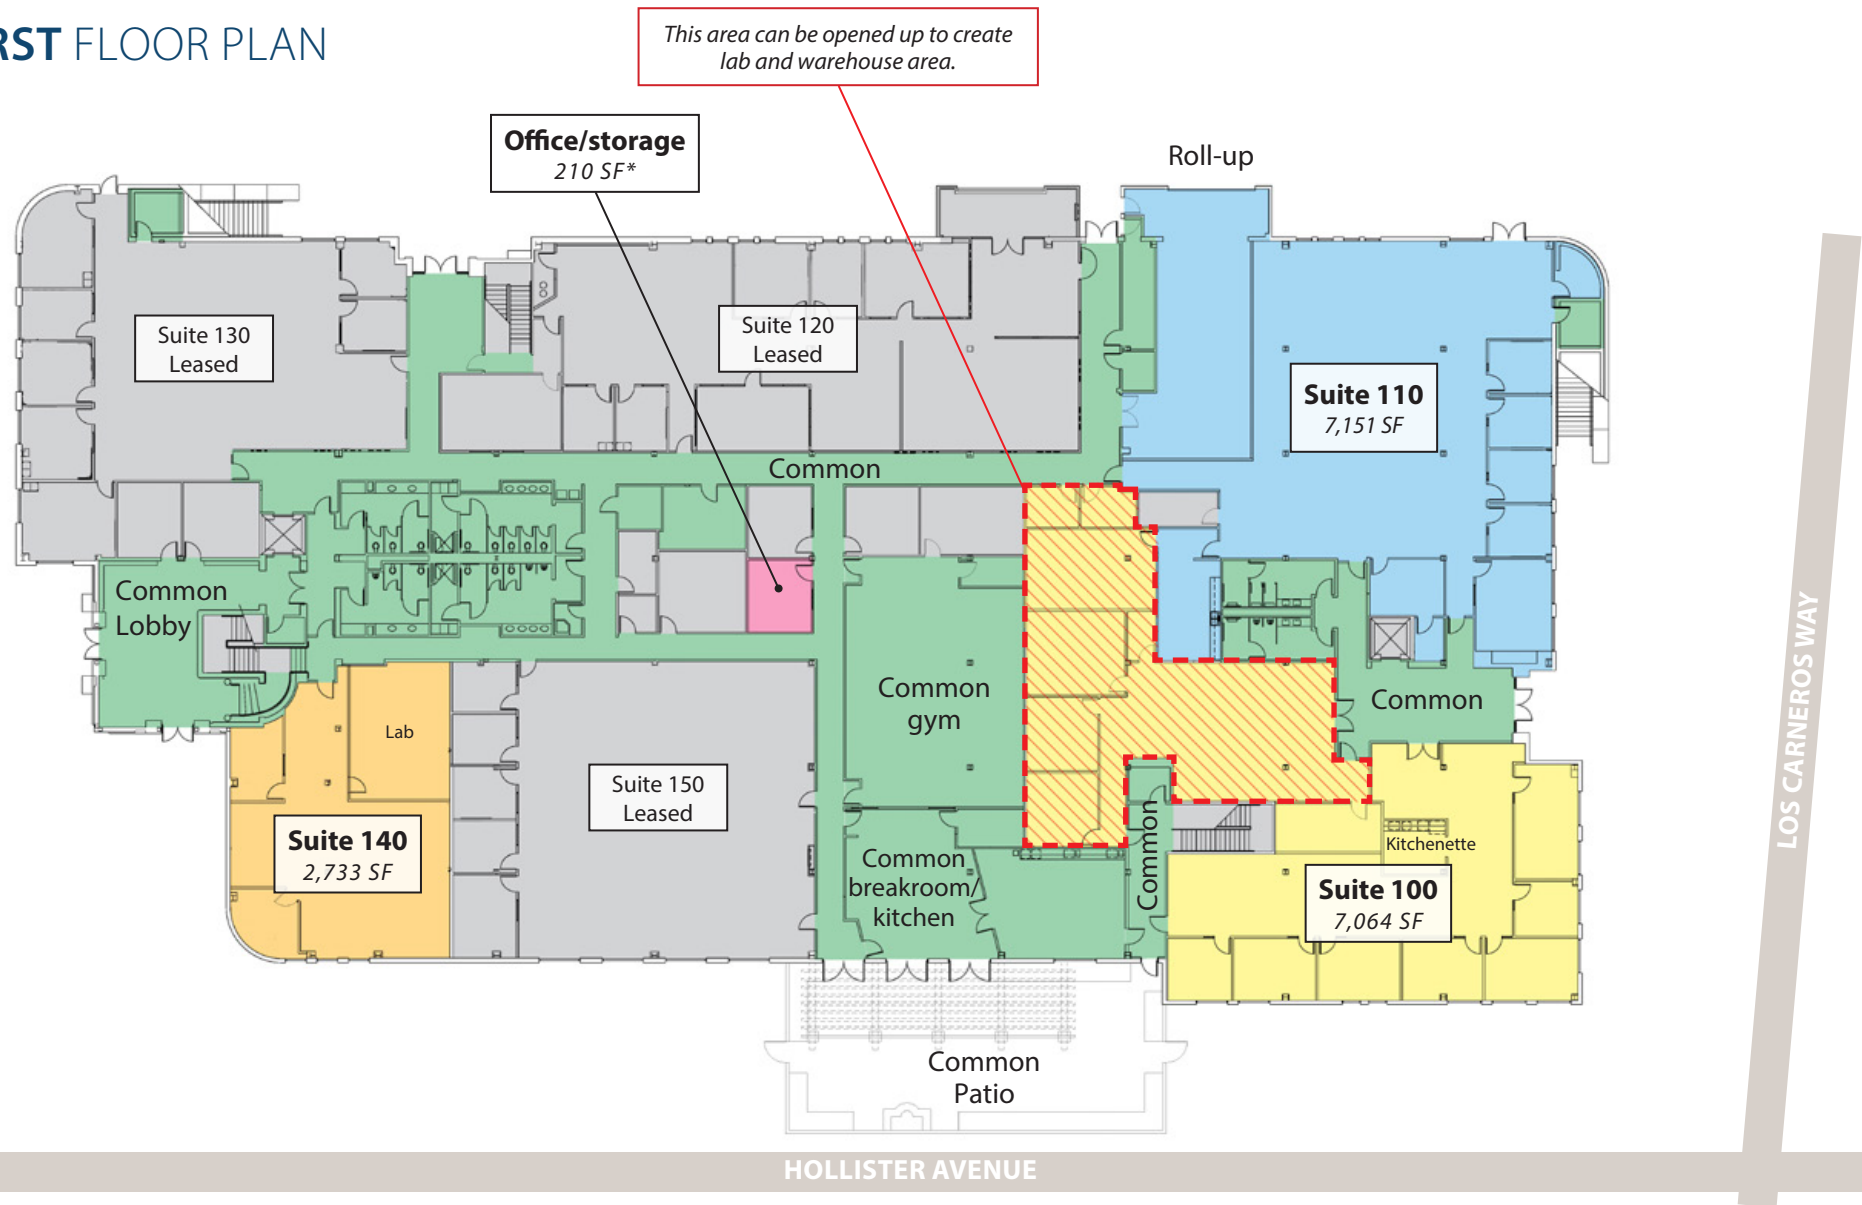 RST FLOOR PLAN
This area can be opened up to create
lab and warehouse area.
Office/storage
210 SF*
Roll-up
Suite 130
Leased
Suite 120
Leased
Suite 110
7,151 SF
Common
Common
Lobby
Common
gym
Common
Lab
Suite 150
Leased
Suite 140
2,733 SF
Common
breakroom/
kitchen
Common
Kitchenette
Suite 100
7,064 SF
Common
Patio
LOS CARNEROS WAY
HOLLISTER AVENUE